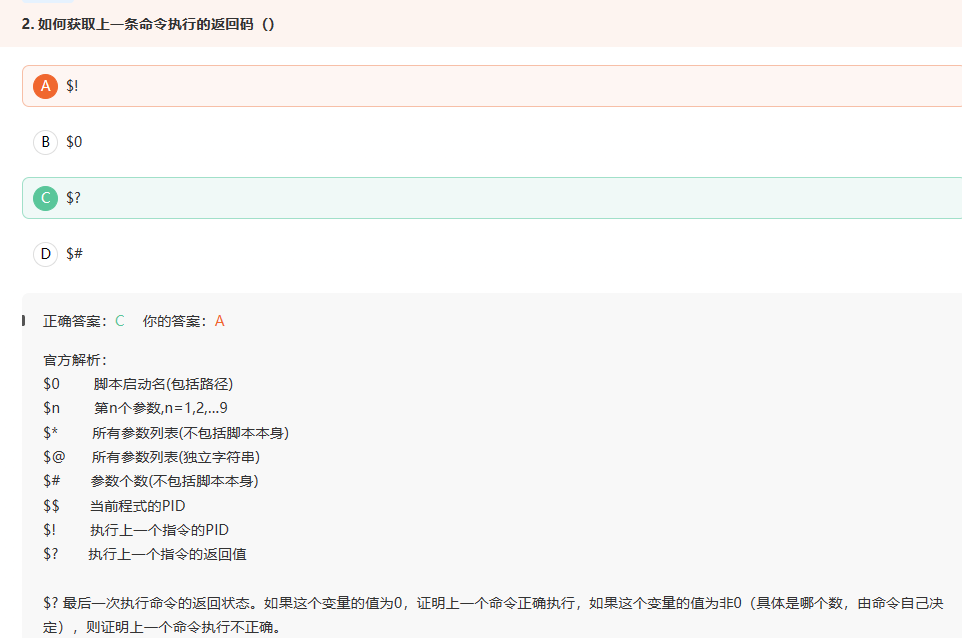 2. 如何获取上一条命令执行的返回码（）
A $!
B $0
C $?
D $#
正确答案：C 你的答案：A
官方解析：
$0 脚本启动名(包括路径)
$n 第n个参数,n=1,2,...9
$* 所有参数列表(不包括脚本本身)
$@ 所有参数列表(独立字符串)
$# 参数个数(不包括脚本本身)
$$ 当前程式的PID
$! 执行上一个指令的PID
$? 执行上一个指令的返回值
$? 最后一次执行命令的返回状态。如果这个变量的值为0，证明上一个命令正确执行，如果这个变量的值为非0（具体是哪个数，由命令自己决
定），则证明上一个命令执行不正确。